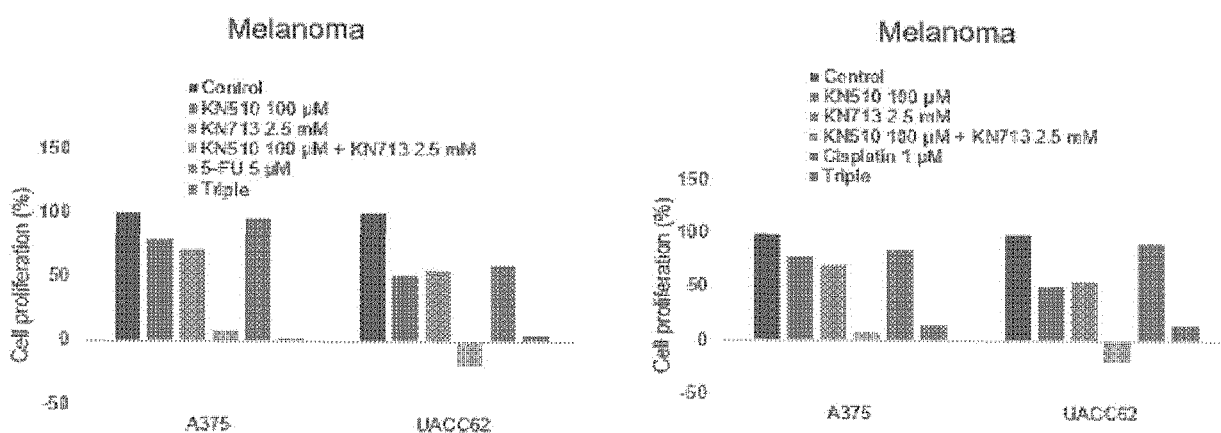 Melanoma
Control
KN510 100 µM
KN713 2.5 mM
KN510 100 µM + KN713 2.5 mM
5-FU 5 µM
Triple
150
100
50
0
-50
Cell proliferation (%)
A375
UACC62
Melanoma
Control
KN510 100 µM
KN713 2.5 mM
KN510 100 µM + KN713 2.5 mM
Cisplatin 1 µM
Triple
150
100
50
0
-50
Cell proliferation (%)
A375
UACC62